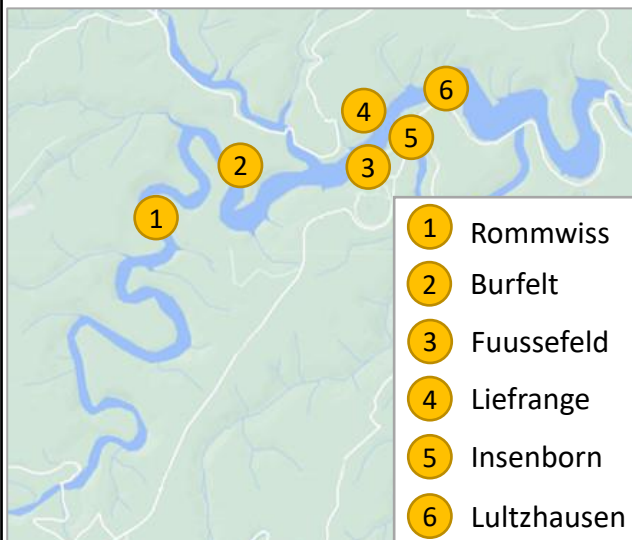 6
4
5
3
2
1
1 Rommwiss
2 Burfelt
3 Fuussefeld
4 Liefrange
5 Insenborn
6 Lultzhausen